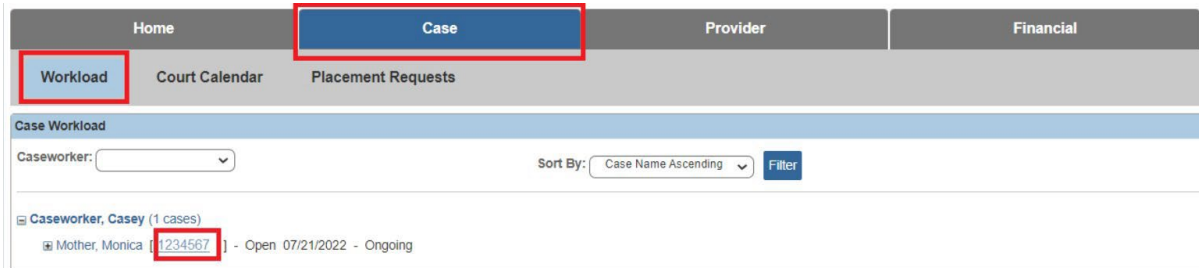 Home Case Provider Financial
Workload Court Calendar Placement Requests
Case Workload
Caseworker: Sort By: Case Name Ascending Filter
Caseworker, Casey (1 cases)
Mother, Monica [ 1234567 ] - Open 07/21/2022 - Ongoing